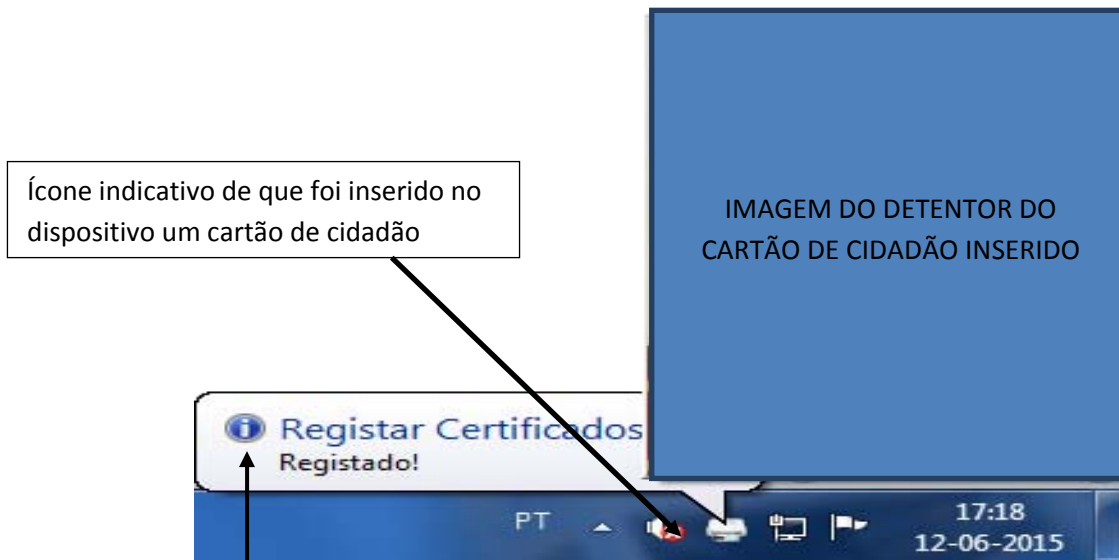 Ícone indicativo de que foi inserido no
dispositivo um cartão de cidadão
IMAGEM DO DETENTOR DO
CARTÃO DE CIDADÃO INSERIDO
Registar Certificados
Registado!
PT
17:18
12-06-2015